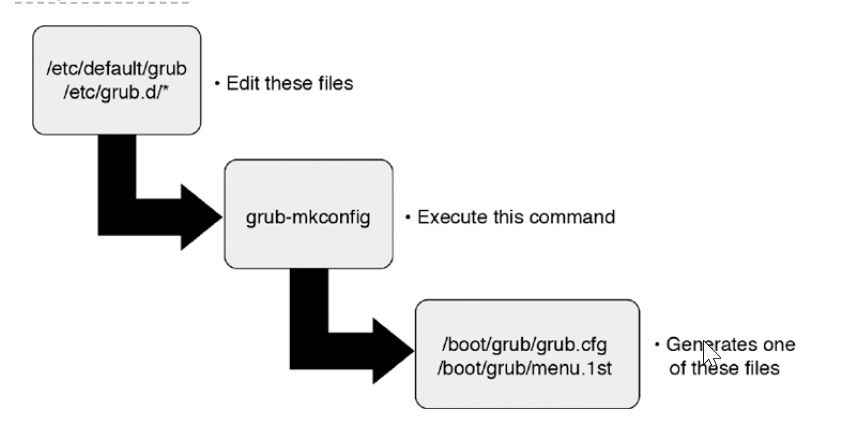 /etc/default/grub
/etc/grub.d/*
• Edit these files
grub-mkconfig
• Execute this command
/boot/grub/grub.cfg
/boot/grub/menu.1st
• Generates one
of these files